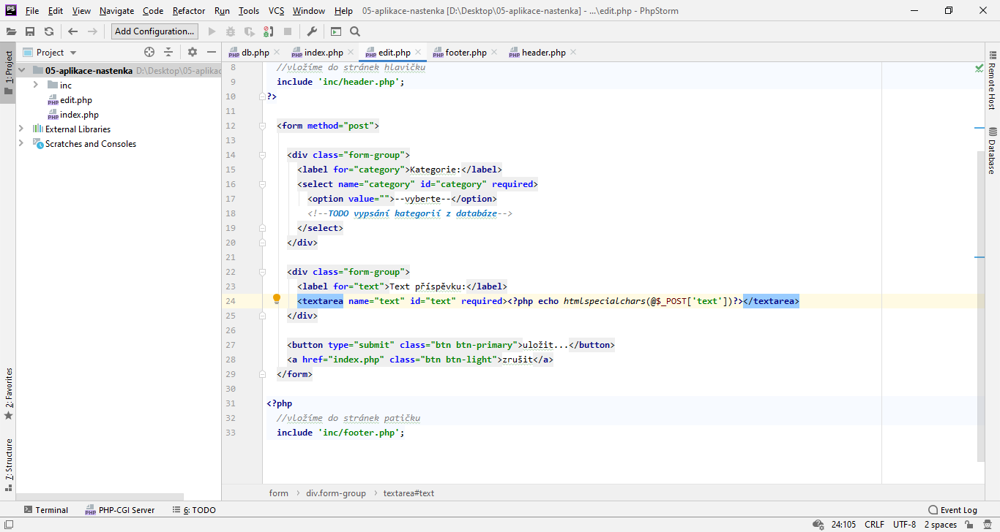 PS File Edit View Navigate Code Refactor Run Tools VCS Window Help 05-aplikace-nastenka [D:\Desktop\05-aplikace-nastenka] - ...\edit.php - PhpStorm
Add Configuration...
1: Project
Project
db.php index.php edit.php footer.php header.php
05-aplikace-nastenka D:\Desktop\05-aplikac
inc
edit.php
index.php
External Libraries
Scratches and Consoles
8 //vložíme do stránek hlavičku
9 include 'inc/header.php';
10 ?>
11
12 <form method="post">
13
14 <div class="form-group">
15 <label for="category">Kategorie:</label>
16 <select name="category" id="category" required>
17 <option value="">--vyberte--</option>
18 <!--TODO vypsání kategorií z databáze-->
19 </select>
20 </div>
21
22 <div class="form-group">
23 <label for="text">Text příspěvku:</label>
24 <textarea name="text" id="text" required><?php echo htmlspecialchars(@$_POST['text'])?></textarea>
25 </div>
26
27 <button type="submit" class="btn btn-primary">uložit...</button>
28 <a href="index.php" class="btn btn-light">zrušit</a>
29 </form>
30
31 <?php
32 //vložíme do stránek patičku
33 include 'inc/footer.php';
Remote Host
Database
2: Favorites
7: Structure
form › div.form-group › textarea#text
Terminal PHP-CGI Server 6: TODO Event Log
24:105 CRLF UTF-8 2 spaces